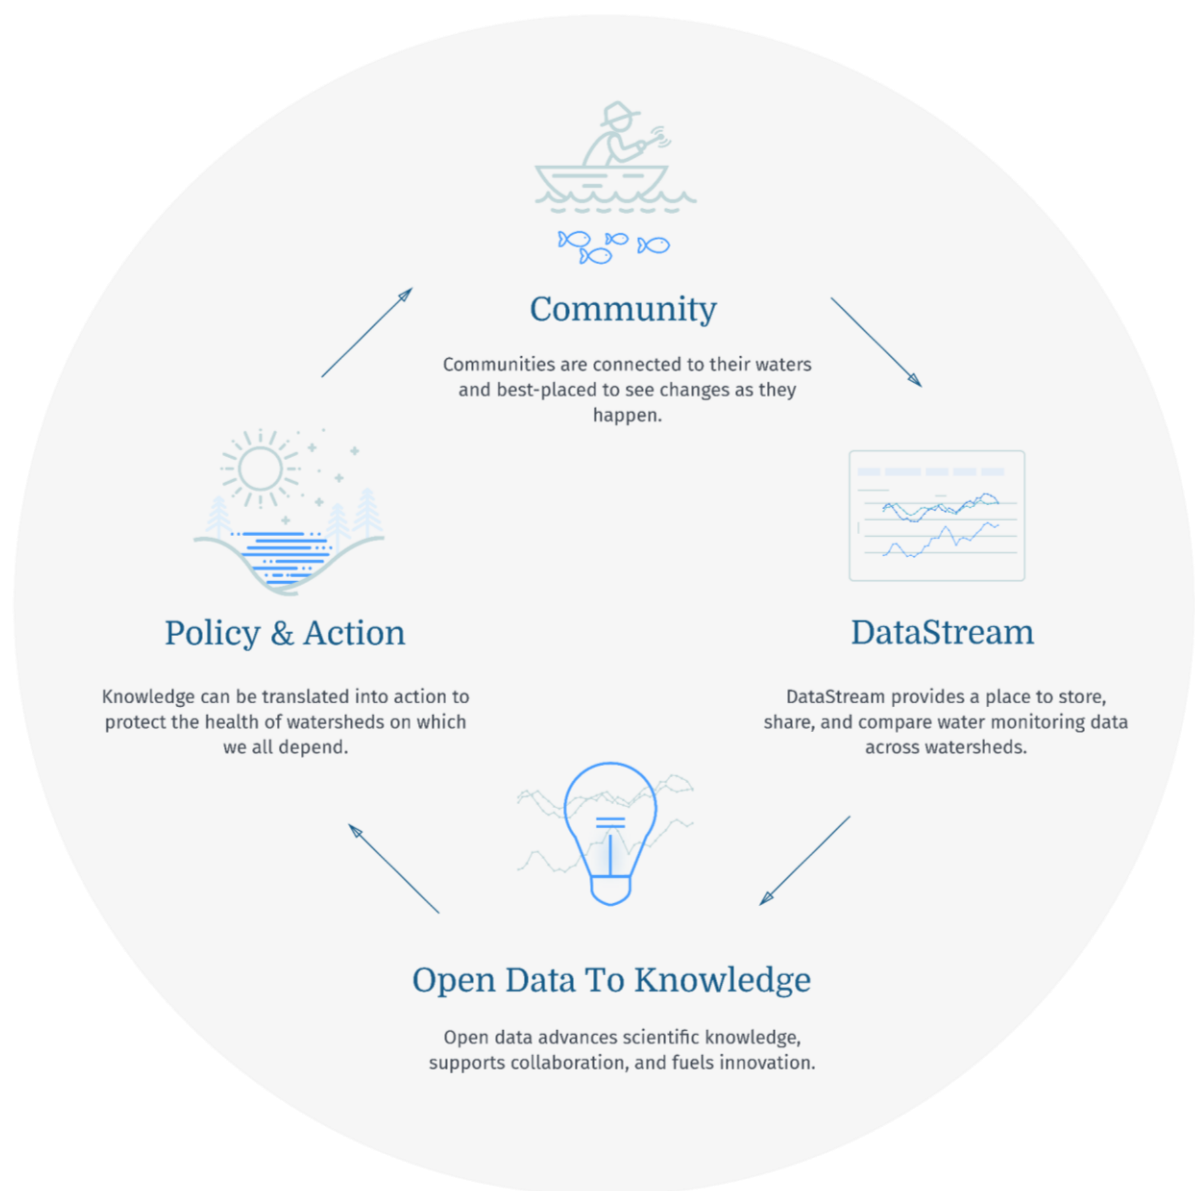 Community
Communities are connected to their waters
and best-placed to see changes as they
happen.
Policy & Action
Knowledge can be translated into action to
protect the health of watersheds on which
we all depend.
DataStream
DataStream provides a place to store,
share, and compare water monitoring data
across watersheds.
Open Data To Knowledge
Open data advances scientific knowledge,
supports collaboration, and fuels innovation.